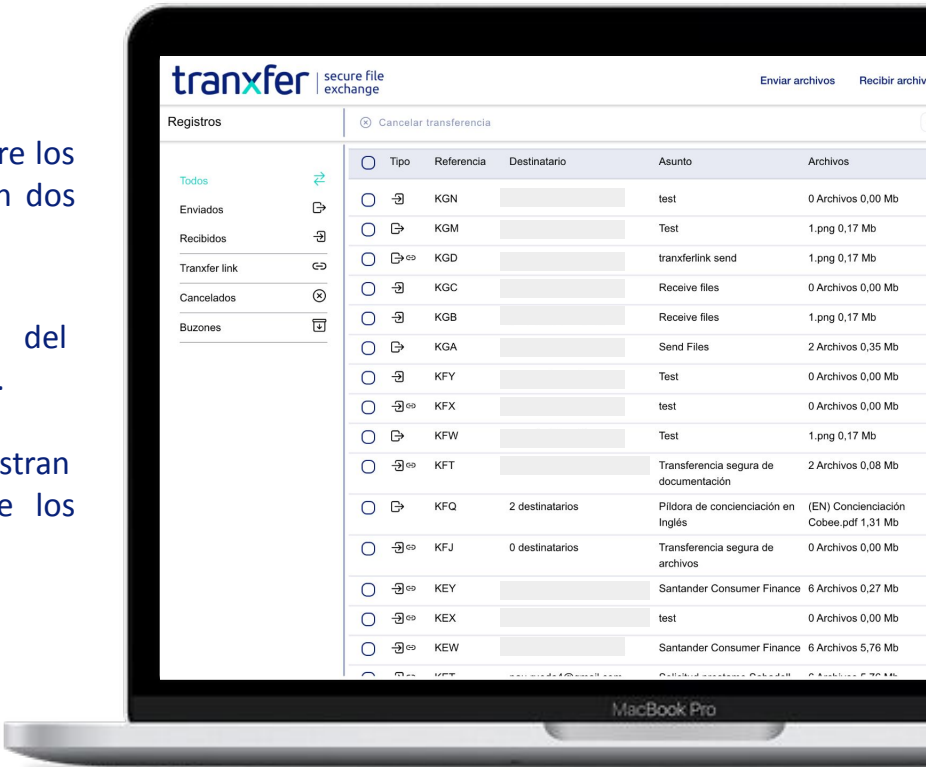 re los
n dos
del
.
stran
e los
tranxfer secure file
exchange
Enviar archivos Recibir archiv
Registros
Cancelar transferencia
Todos
Enviados
Recibidos
Tranxfer link
Cancelados
Buzones
Tipo Referencia Destinatario Asunto Archivos
KGN test 0 Archivos 0,00 Mb
KGM Test 1.png 0,17 Mb
KGD tranxferlink send 1.png 0,17 Mb
KGC Receive files 0 Archivos 0,00 Mb
KGB Receive files 1.png 0,17 Mb
KGA Send Files 2 Archivos 0,35 Mb
KFY Test 0 Archivos 0,00 Mb
KFX test 0 Archivos 0,00 Mb
KFW Test 1.png 0,17 Mb
KFT Transferencia segura de 2 Archivos 0,08 Mb
documentación
KFQ 2 destinatarios Píldora de concienciación en (EN) Concienciación
Inglés Cobee.pdf 1,31 Mb
KFJ 0 destinatarios Transferencia segura de 0 Archivos 0,00 Mb
archivos
KEY Santander Consumer Finance 6 Archivos 0,27 Mb
KEX test 0 Archivos 0,00 Mb
KEW Santander Consumer Finance 6 Archivos 5,76 Mb
MacBook Pro